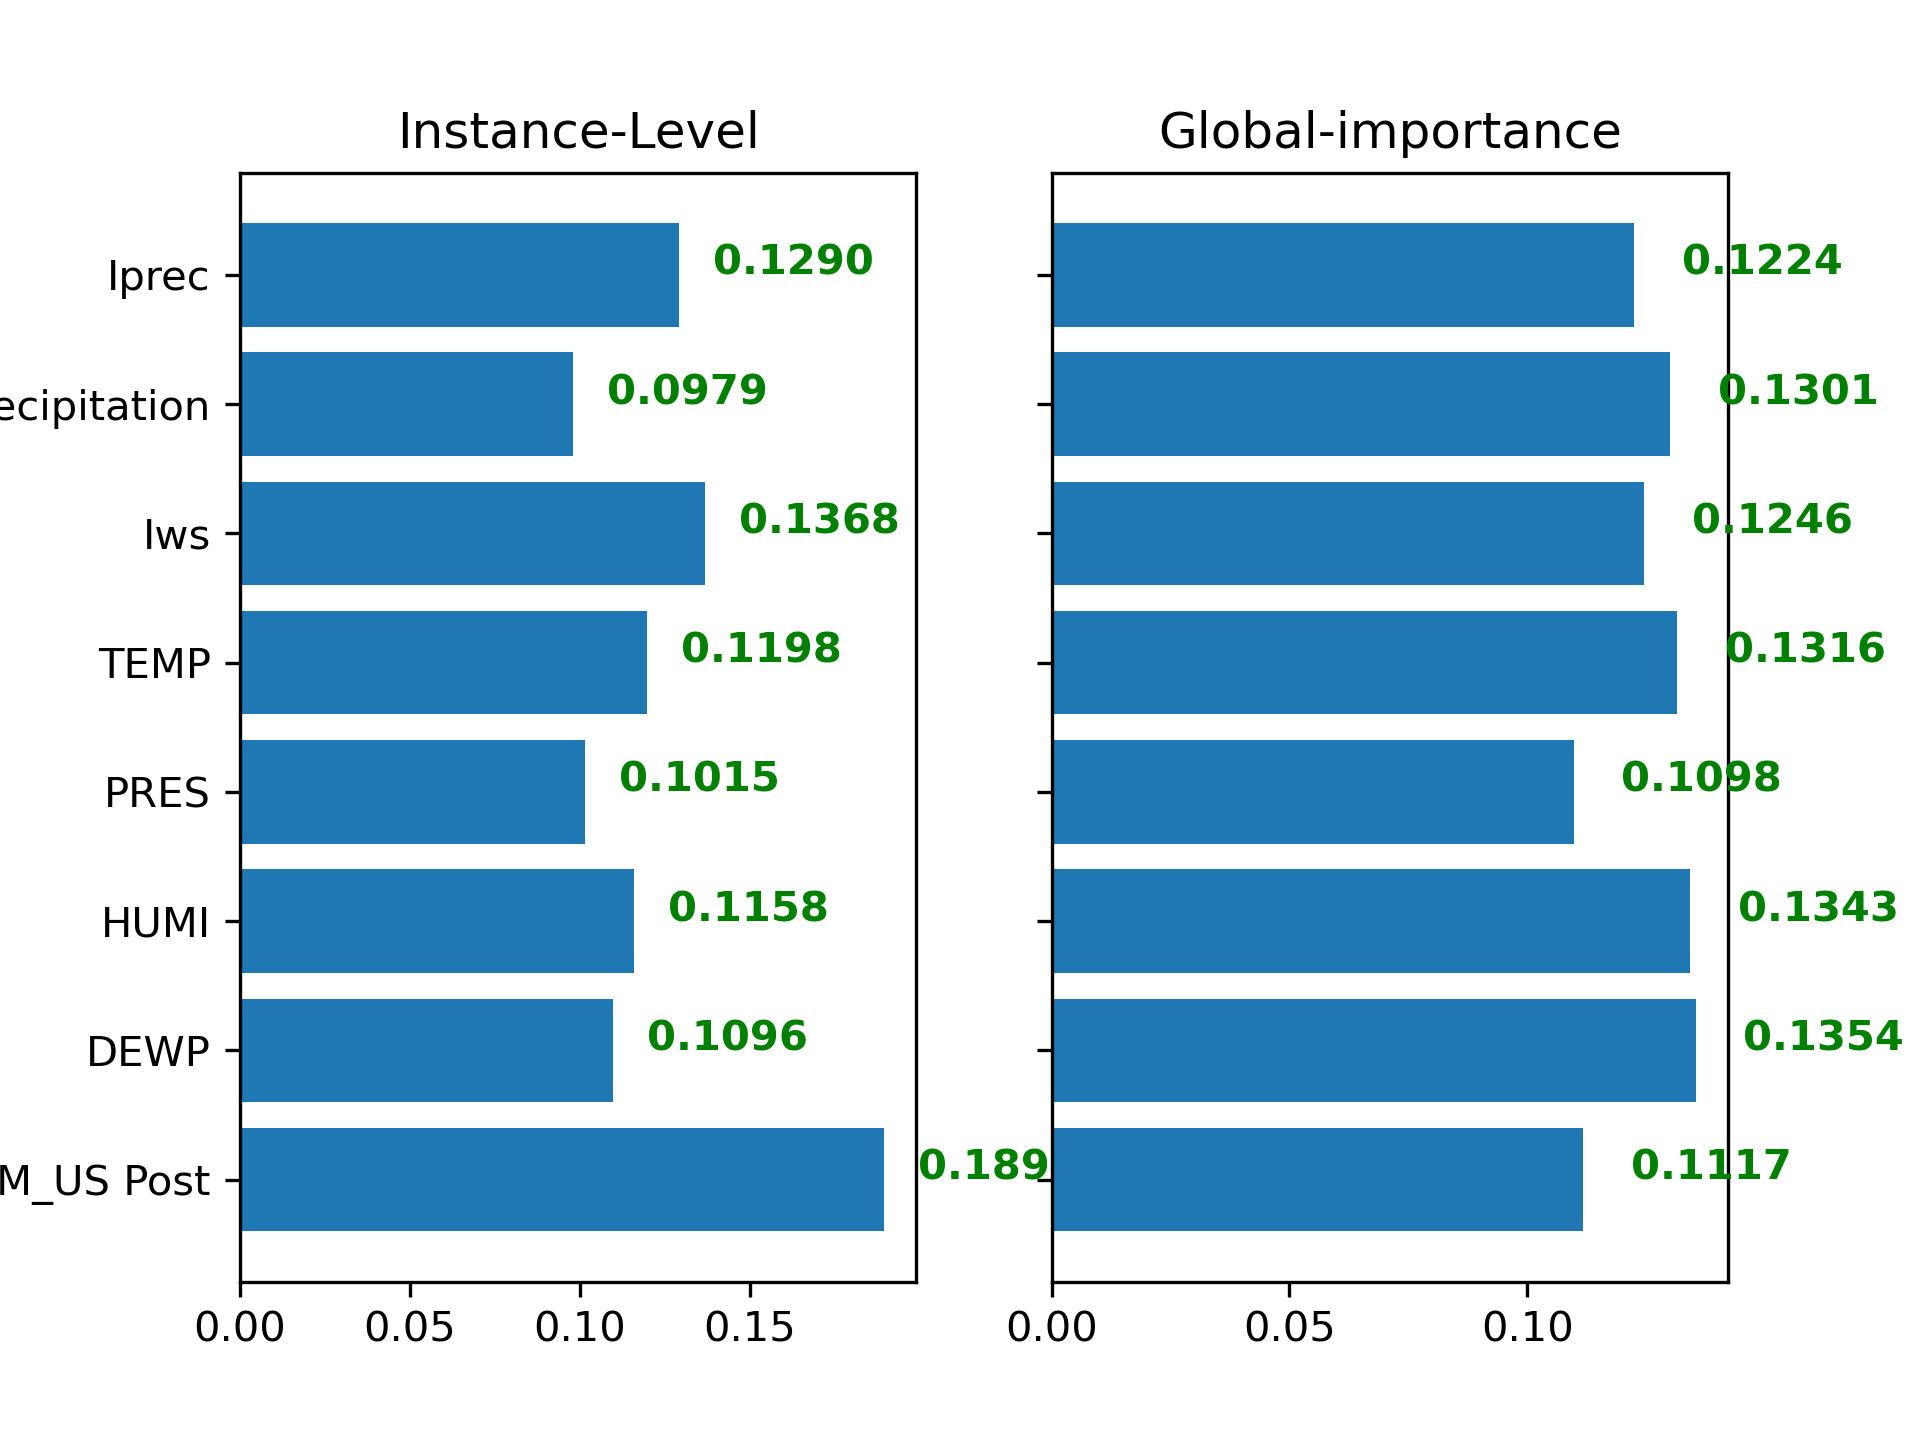 Instance-Level
Global-importance
Iprec
0.1290
0.1224
ecipitation
0.0979
0.1301
Iws
0.1368
0.1246
TEMP
0.1198
0.1316
PRES
0.1015
0.1098
HUMI
0.1158
0.1343
DEWP
0.1096
0.1354
M_US Post
0.189
0.1117
0.00 0.05 0.10 0.15
0.00 0.05 0.10